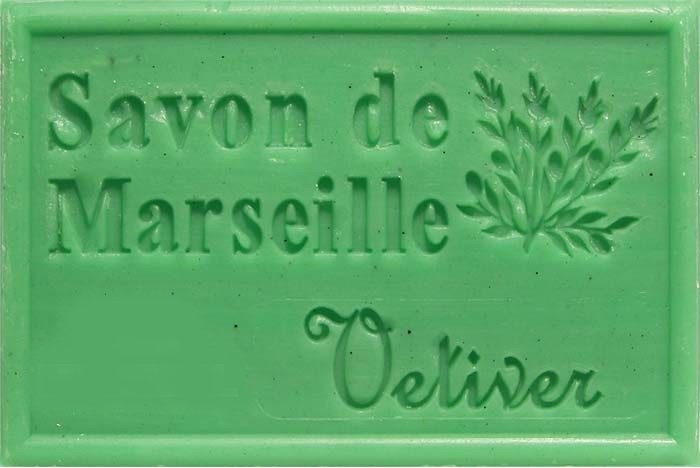 Savon de
Marseille
Vetiver